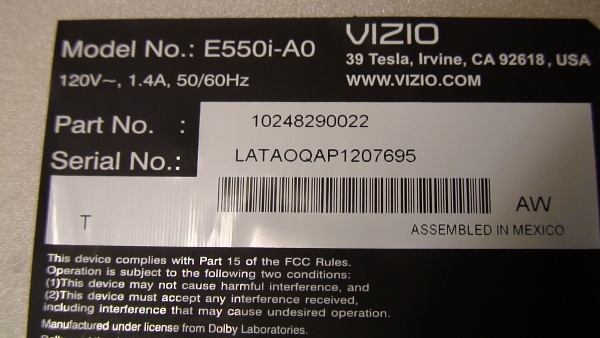 Model No.: E550i-A0
VIZIO
39 Tesla, Irvine, CA 92618, USA
120V~, 1.4A, 50/60Hz
WWW.VIZIO.COM
Part No. : 10248290022
Serial No.: LATAOQAP1207695
T
AW
ASSEMBLED IN MEXICO
This device complies with Part 15 of the FCC Rules.
Operation is subject to the following two conditions:
(1)This device may not cause harmful interference, and
(2)This device must accept any interference received,
including interference that may cause undesired operation.
Manufactured under license from Dolby Laboratories.